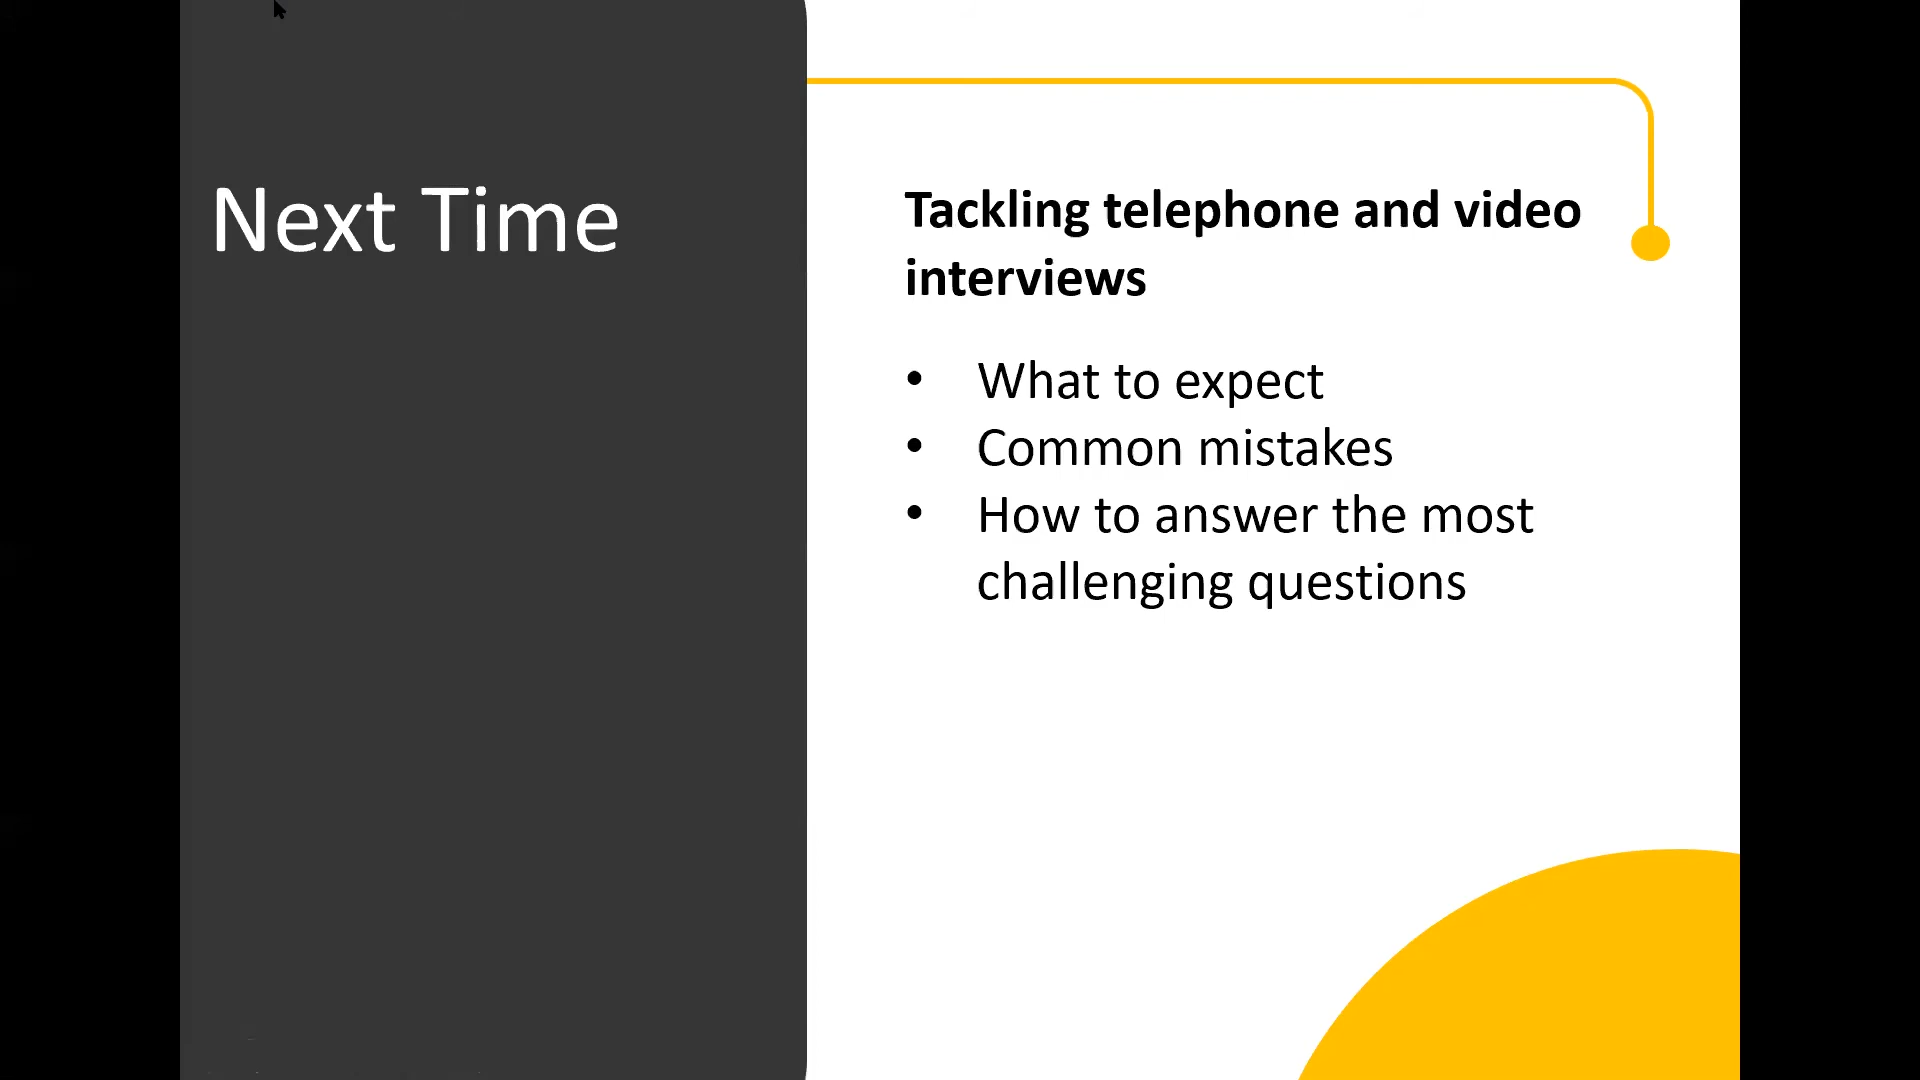 Next Time
Tackling telephone and video
interviews
• What to expect
• Common mistakes
• How to answer the most
challenging questions